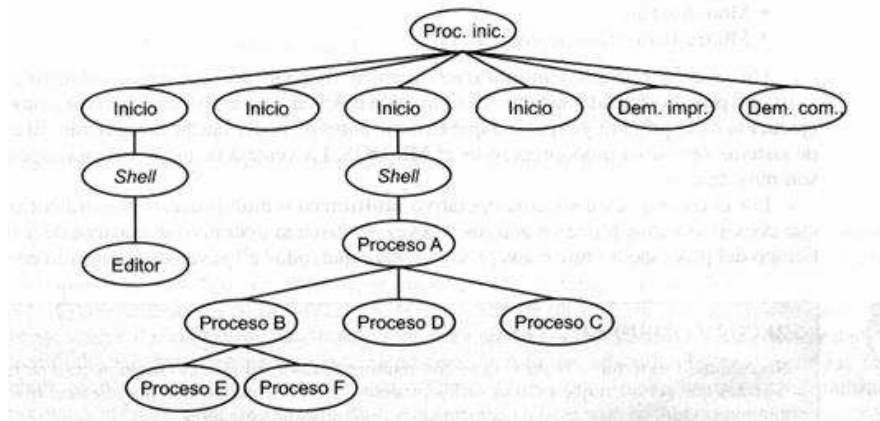 Proc. inic.
Inicio Inicio Inicio Inicio Dem. impr. Dem. com.
Shell Shell
Editor Proceso A
Proceso B Proceso D Proceso C
Proceso E Proceso F